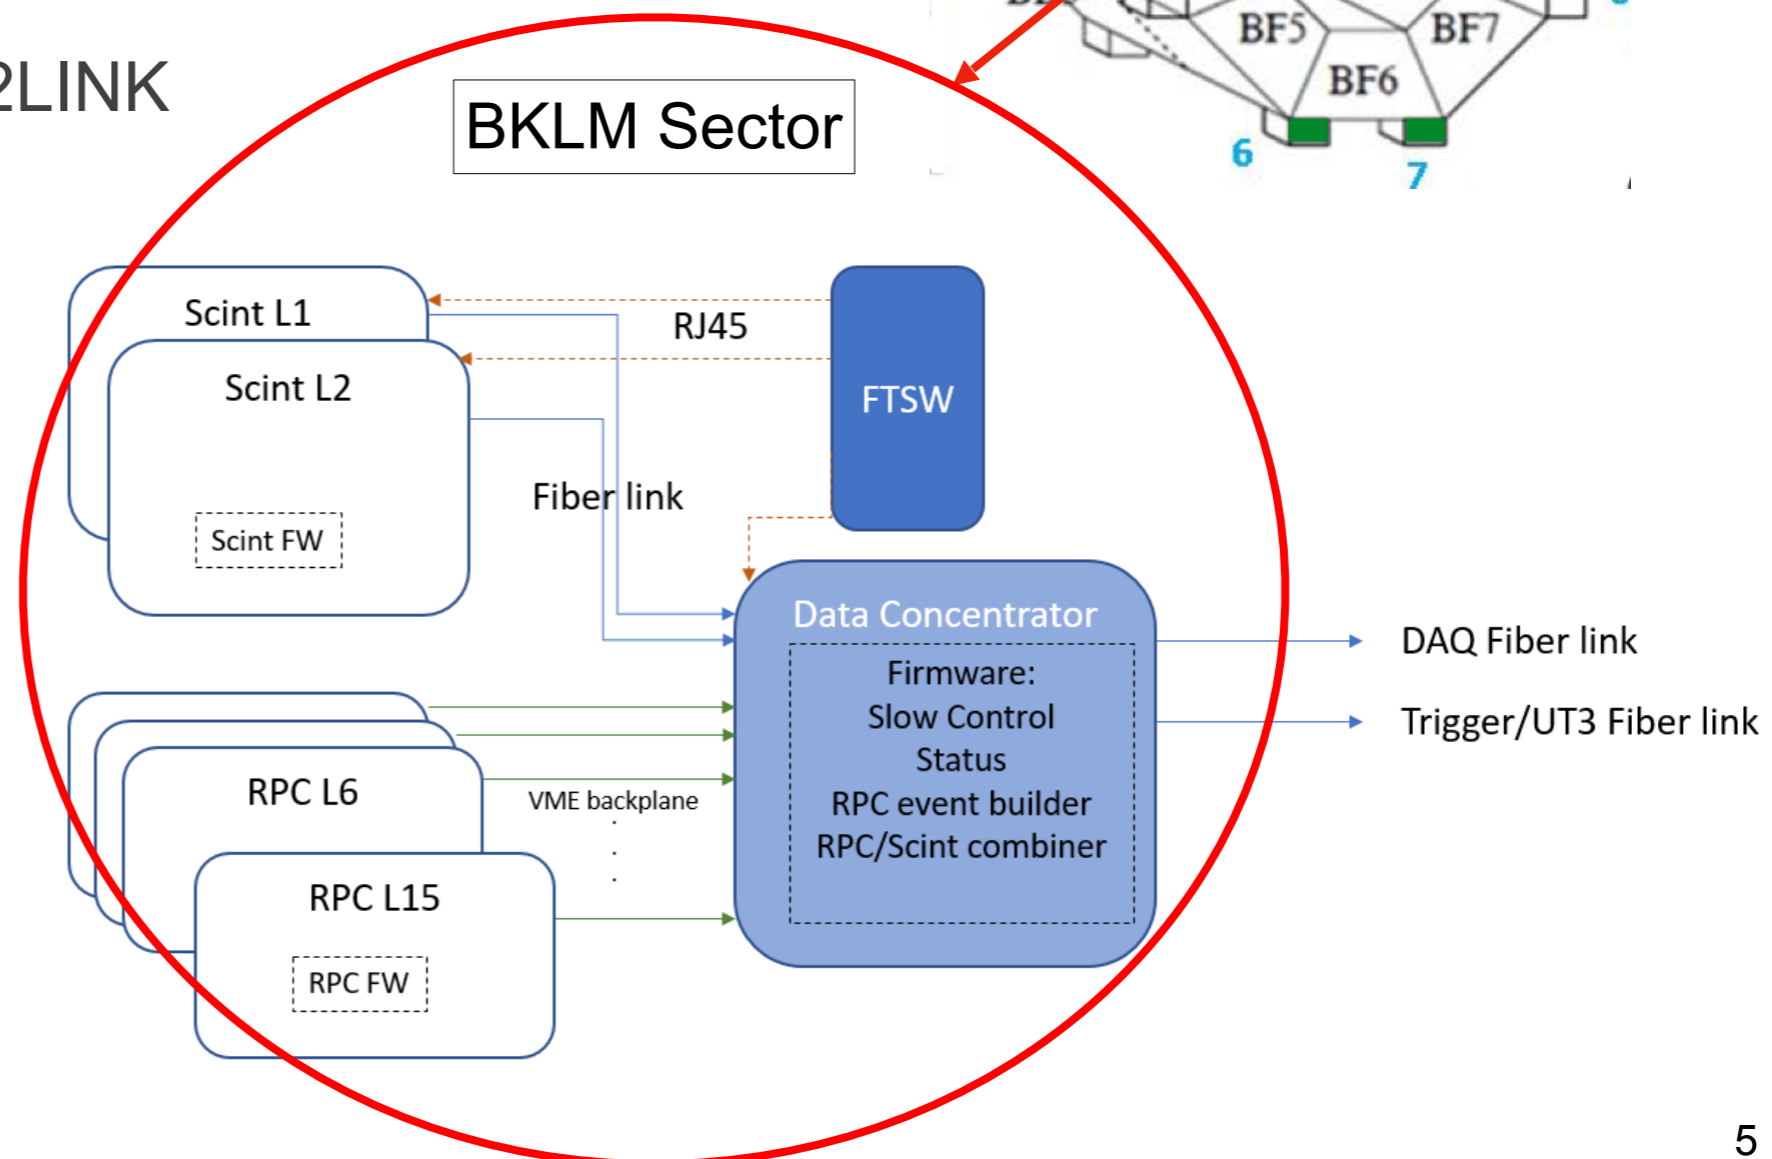 2LINK
BKLM Sector
BF5
BF7
BF6
6
7
Scint L1
RJ45
Scint L2
FTSW
Fiber link
Scint FW
Data Concentrator
Firmware:
Slow Control
Status
RPC event builder
RPC/Scint combiner
DAQ Fiber link
Trigger/UT3 Fiber link
RPC L6
VME backplane
RPC L15
RPC FW
5